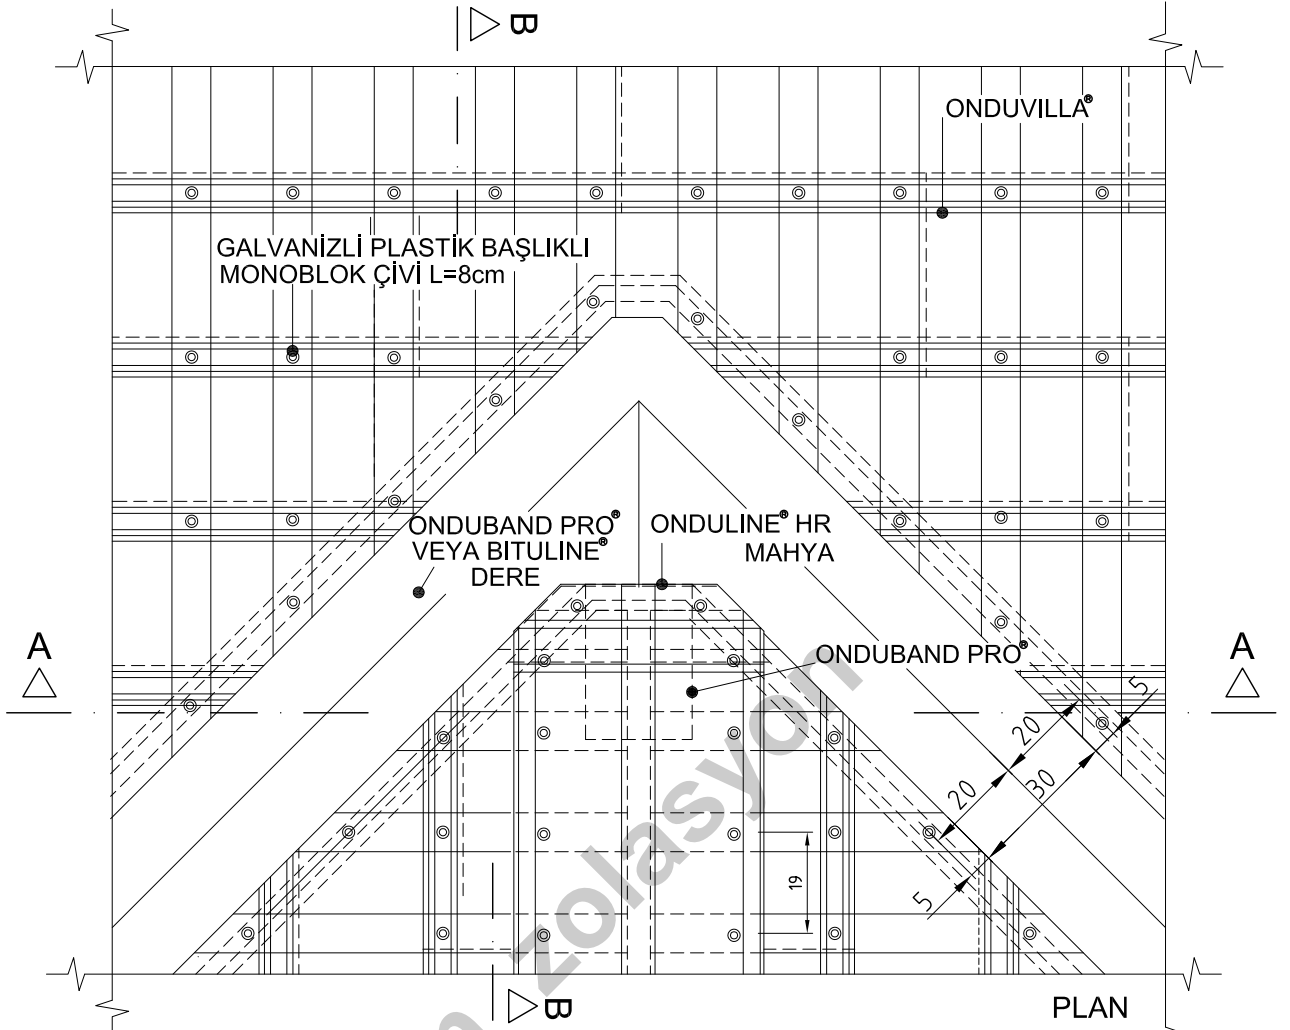 B
ONDUVILLA®
GALVANİZLİ PLASTİK BAŞLIKLI
MONOBLOK ÇİVİ L=8cm
ONDUBAND PRO®
VEYA BITULINE®
DERE
ONDULINE® HR
MAHYA
ONDUBAND PRO®
A
A
5
20
20
30
5
19
zolasyon
B
PLAN